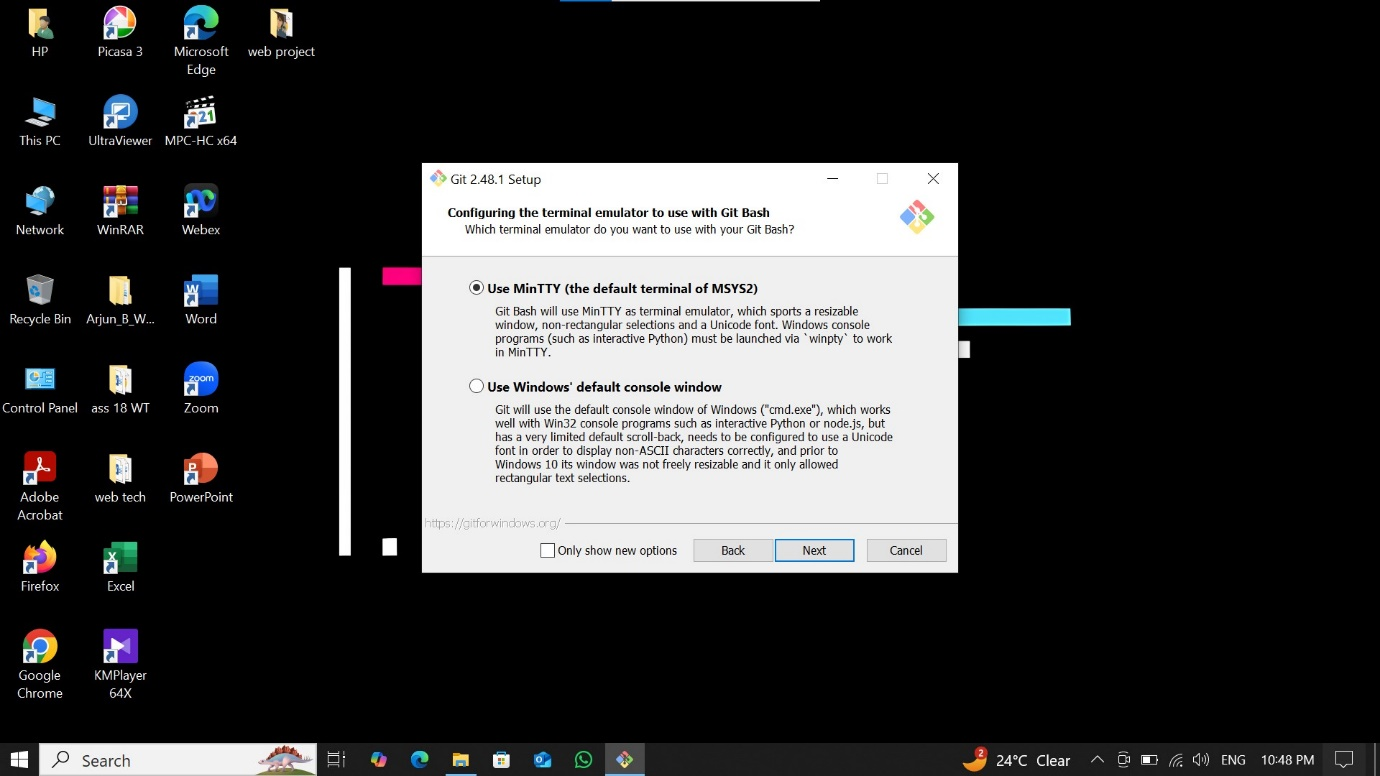 HP
Picasa 3
Microsoft
Edge
web project
This PC
UltraViewer
MPC-HC x64
Network
WinRAR
Webex
Recycle Bin
Arjun_B_W...
Word
Control Panel
ass 18 WT
Zoom
zoom
Adobe
Acrobat
web tech
PowerPoint
Firefox
Excel
Google
Chrome
KMPlayer
64X
Git 2.48.1 Setup
Configuring the terminal emulator to use with Git Bash
Which terminal emulator do you want to use with your Git Bash?
Use MinTTY (the default terminal of MSYS2)
Git Bash will use MinTTY as terminal emulator, which sports a resizable
window, non-rectangular selections and a Unicode font. Windows console
programs (such as interactive Python) must be launched via `winpty` to work
in MinTTY.
Use Windows' default console window
Git will use the default console window of Windows ("cmd.exe"), which works
well with Win32 console programs such as interactive Python or node.js, but
has a very limited default scroll-back, needs to be configured to use a Unicode
font in order to display non-ASCII characters correctly, and prior to
Windows 10 its window was not freely resizable and it only allowed
rectangular text selections.
https://gitforwindows.org/
Only show new options
Back
Next
Cancel
Search
2
24°C Clear
ENG
10:48 PM